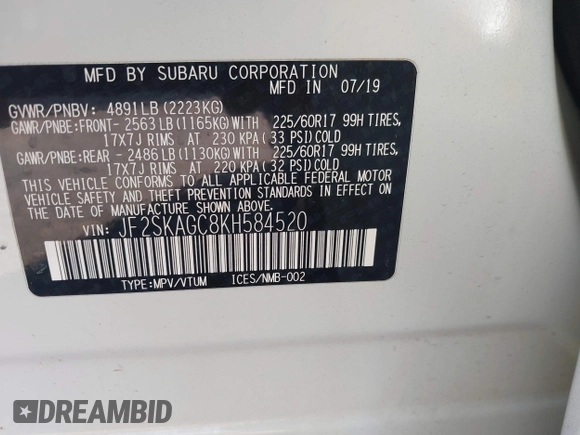 MFD BY SUBARU CORPORATION
MFD IN 07/19
GVWR/PNBV: 4891LB (2223KG)
GAWR/PNBE:FRONT- 2563LB (1165KG)WITH 225/60R17 99H TIRES,
17X7J RIMS AT 230 KPA (33 PSI) COLD
GAWR/PNBE:REAR - 2486LB (1130KG)WITH 225/60R17 99H TIRES,
17X7J RIMS AT 220 KPA (32 PSI) COLD
THIS VEHICLE CONFORMS TO ALL APPLICABLE FEDERAL MOTOR
VEHICLE SAFETY AND THEFT PREVENTION STANDARDS IN EFFECT ON
THE DATE OF MANUFACTURE SHOWN ABOVE.
VIN: JF2SKAGC8KH584520
TYPE:MPV/VTUM ICES/NMB-002
DREAMBID